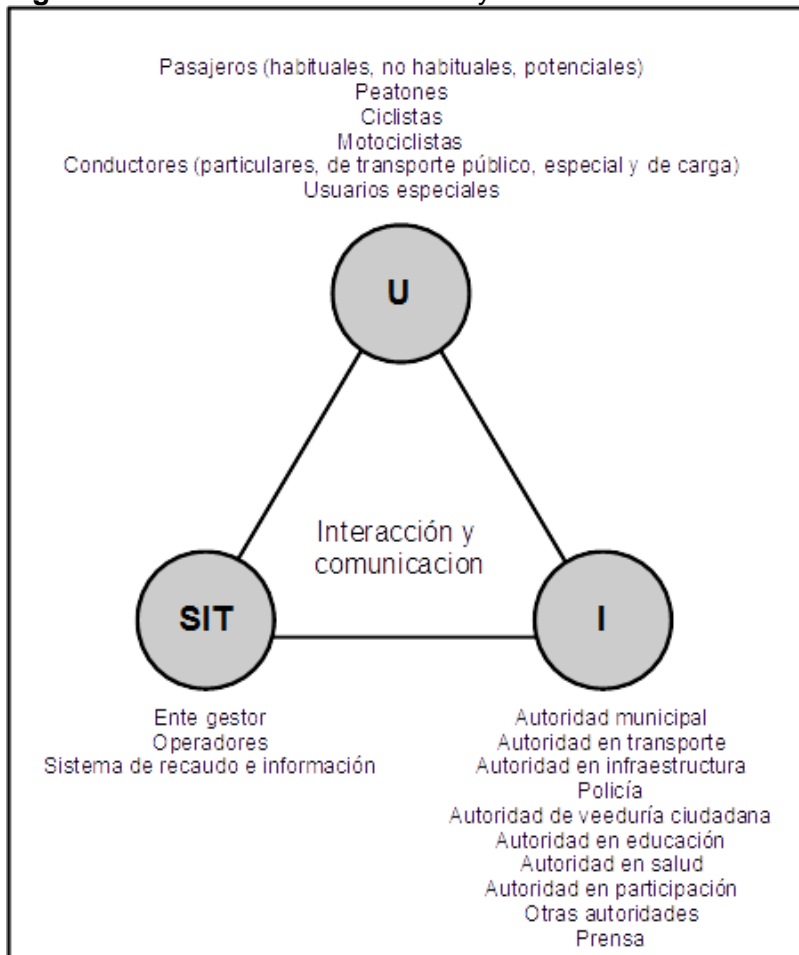 Pasajeros (habituales, no habituales, potenciales)
Peatones
Ciclistas
Motociclistas
Conductores (particulares, de transporte público, especial y de carga)
Usuarios especiales
U
Interacción y
comunicacion
SIT
I
Ente gestor
Operadores
Sistema de recaudo e información
Autoridad municipal
Autoridad en transporte
Autoridad en infraestructura
Policía
Autoridad de veeduría ciudadana
Autoridad en educación
Autoridad en salud
Autoridad en participación
Otras autoridades
Prensa